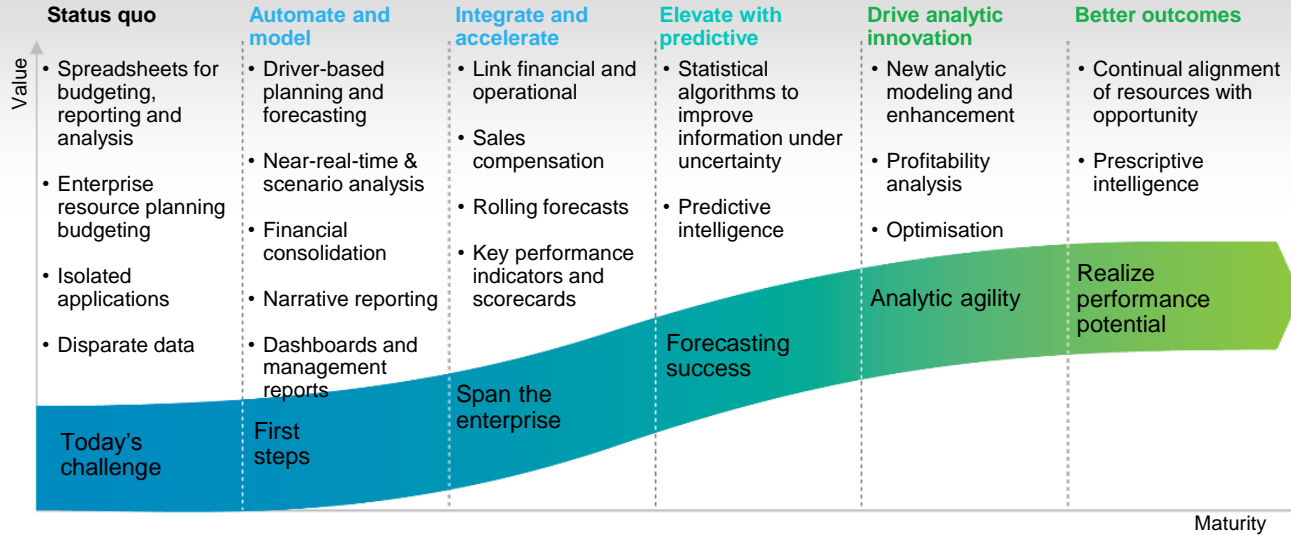 Status quo
Automate and
model
Integrate and
accelerate
Elevate with
predictive
Drive analytic
innovation
Better outcomes
Value
• Spreadsheets for
budgeting,
reporting and
analysis
• Enterprise
resource planning
budgeting
• Isolated
applications
• Disparate data
• Driver-based
planning and
forecasting
• Near-real-time &
scenario analysis
• Financial
consolidation
• Narrative reporting
• Dashboards and
management
reports
• Link financial and
operational
• Sales
compensation
• Rolling forecasts
• Key performance
indicators and
scorecards
• Statistical
algorithms to
improve
information under
uncertainty
• Predictive
intelligence
• New analytic
modeling and
enhancement
• Profitability
analysis
• Optimisation
• Continual alignment
of resources with
opportunity
• Prescriptive
intelligence
Today's
challenge
First
steps
Span the
enterprise
Forecasting
success
Analytic agility
Realize
performance
potential
Maturity